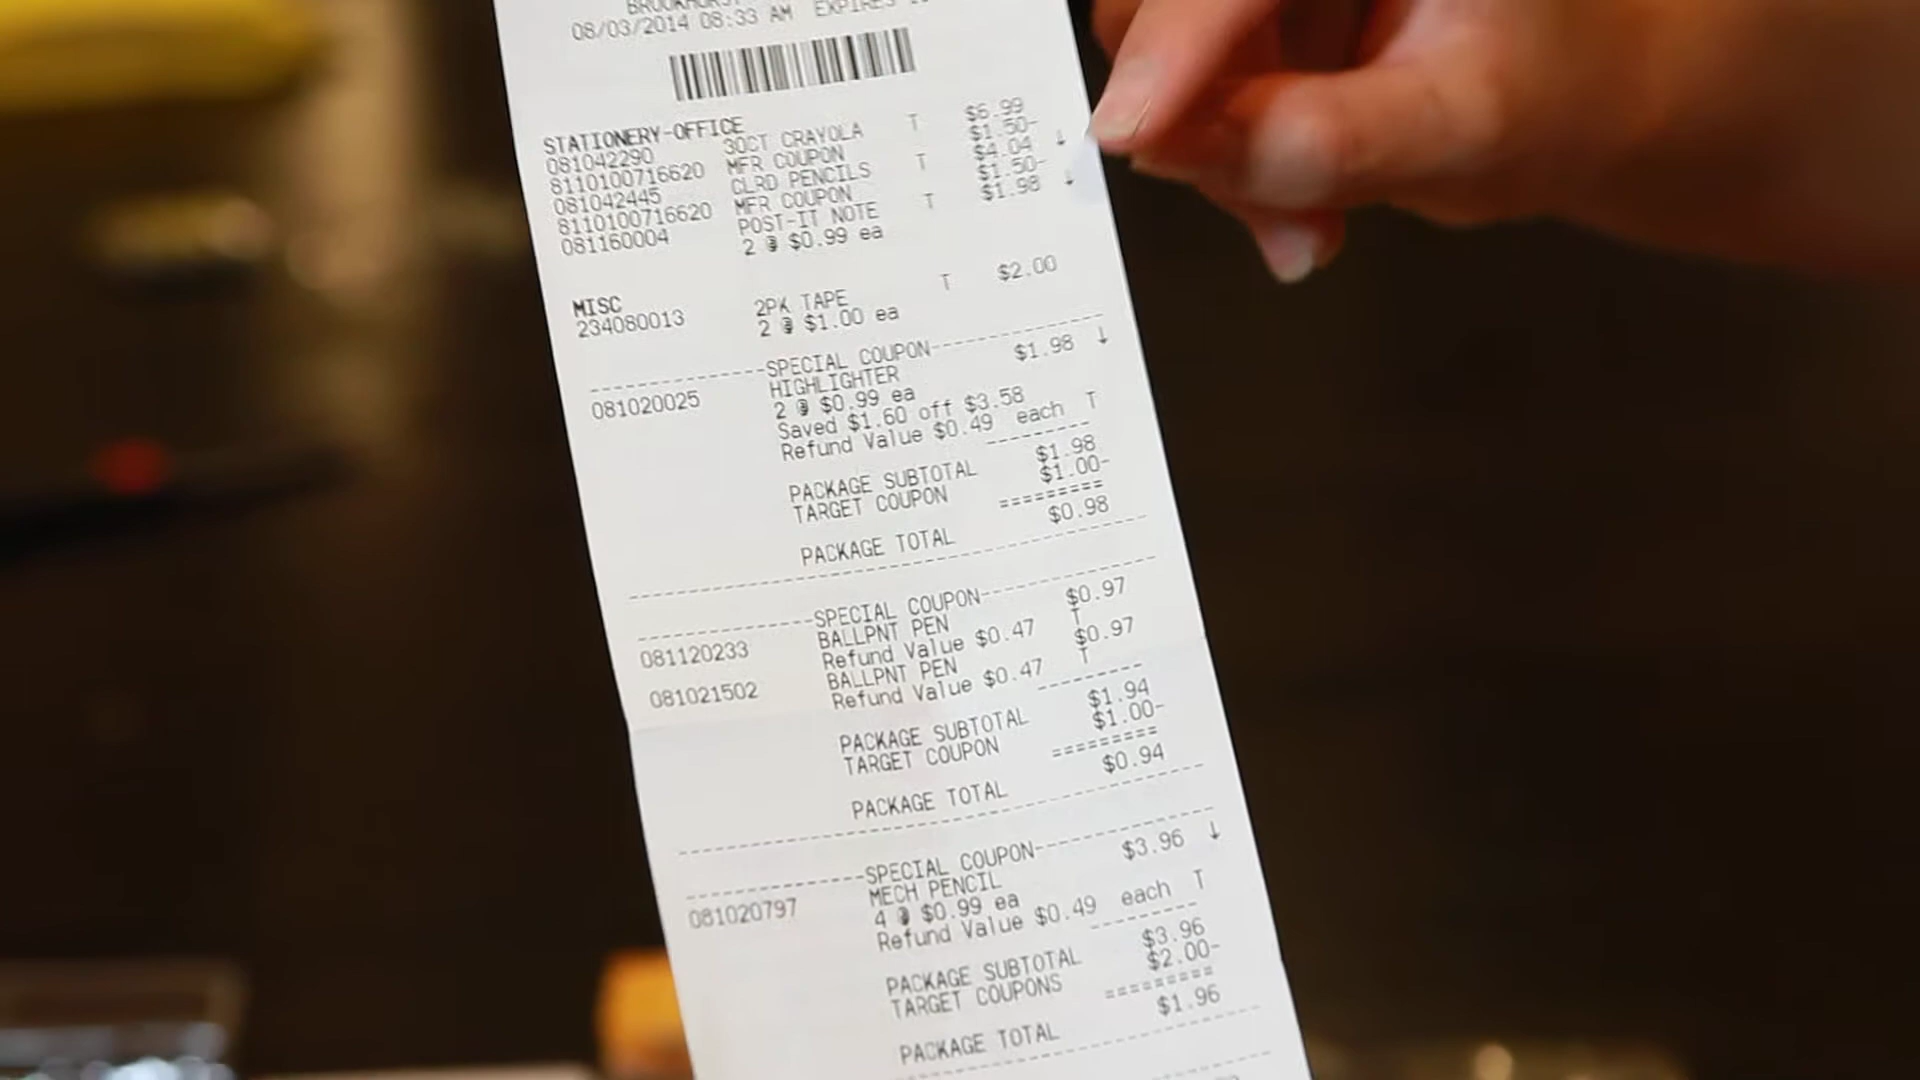 08/03/2014 08:33 AM EXPIRES
STATIONERY-OFFICE
081042290 30CT CRAYOLA T $6.99
8110100716620 MFR COUPON $1.50-
081042445 CLRD PENCILS T $4.04 ↓
8110100716620 MFR COUPON $1.50-
081160004 POST-IT NOTE T $1.98 ↓
2 @ $0.99 ea
MISC
234080013 2PK TAPE T $2.00
2 @ $1.00 ea
-------------SPECIAL COUPON-------------
081020025 HIGHLIGHTER $1.98 ↓
2 @ $0.99 ea
Saved $1.60 off $3.58
Refund Value $0.49 each T
---------
PACKAGE SUBTOTAL $1.98
TARGET COUPON $1.00-
=========
PACKAGE TOTAL $0.98
----------------------------------------
-------------SPECIAL COUPON-------------
081120233 BALLPNT PEN $0.97
Refund Value $0.47 T
081021502 BALLPNT PEN $0.97
Refund Value $0.47 T
---------
PACKAGE SUBTOTAL $1.94
TARGET COUPON $1.00-
=========
PACKAGE TOTAL $0.94
----------------------------------------
-------------SPECIAL COUPON-------------
081020797 MECH PENCIL $3.96 ↓
4 @ $0.99 ea
Refund Value $0.49 each T
---------
PACKAGE SUBTOTAL $3.96
TARGET COUPONS $2.00-
=========
PACKAGE TOTAL $1.96